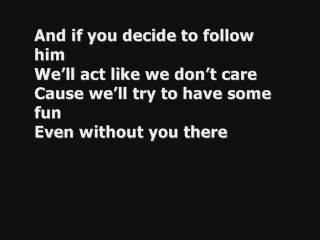 And if you decide to follow
him
We'll act like we don't care
Cause we'll try to have some
fun
Even without you there